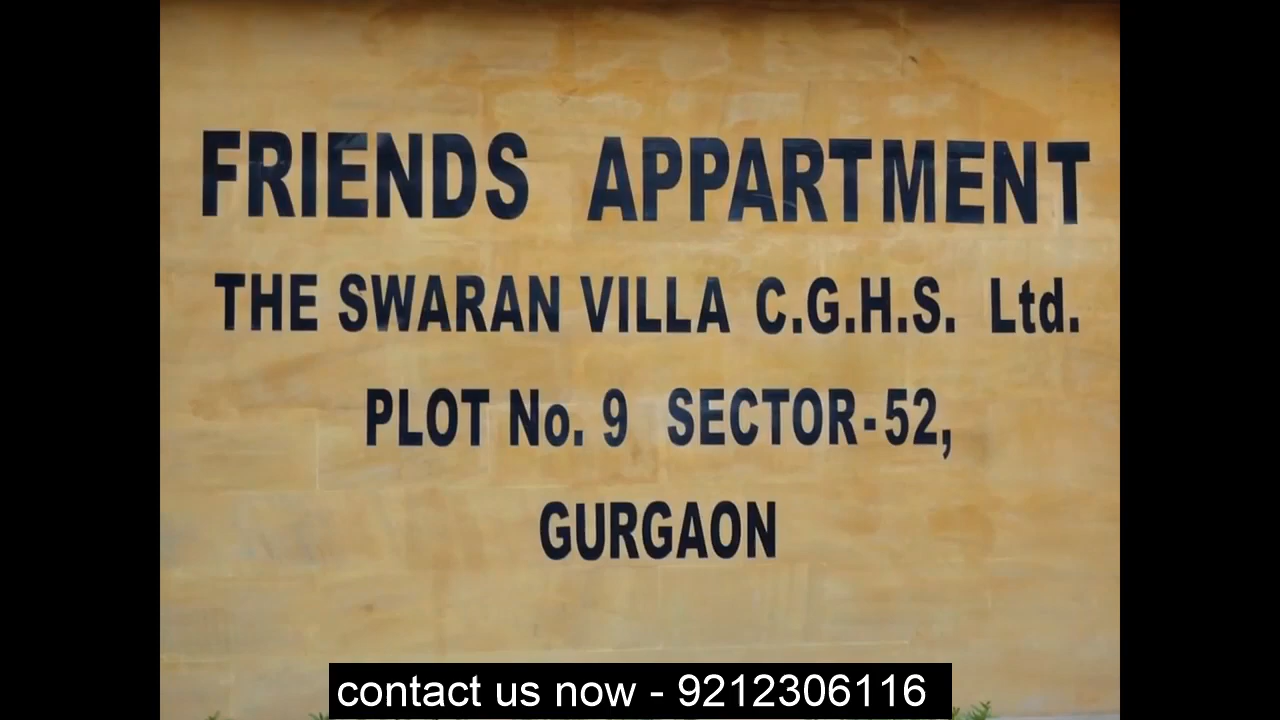 FRIENDS APPARTMENT
THE SWARAN VILLA C.G.H.S. Ltd.
PLOT No. 9 SECTOR-52,
GURGAON
contact us now - 9212306116